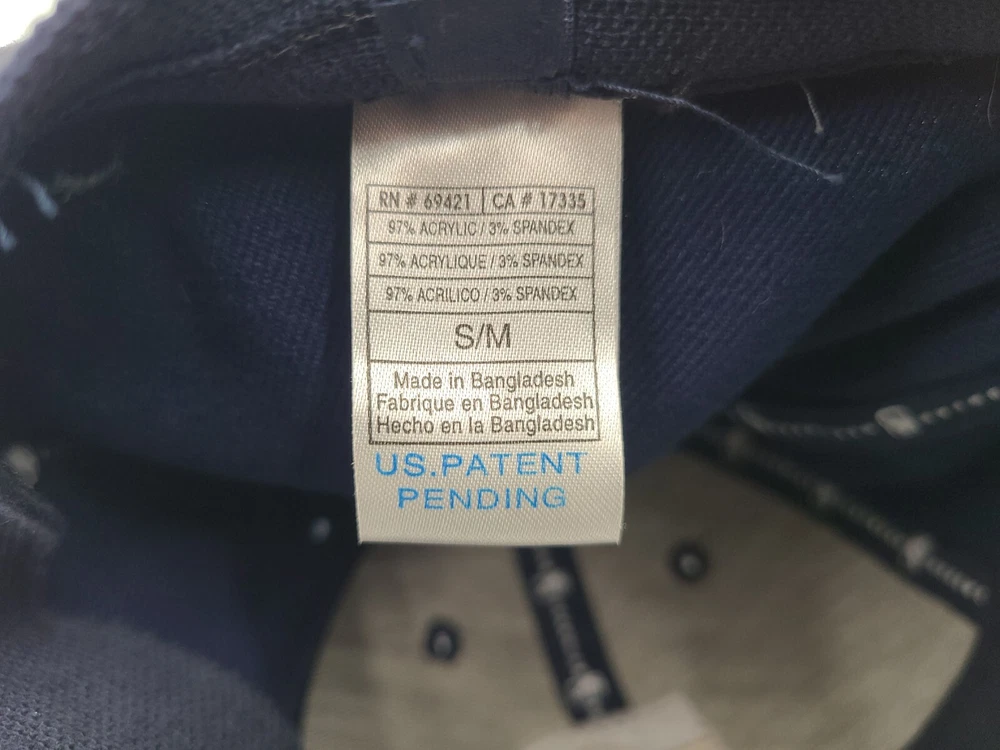 RN # 69421 CA # 17335
97% ACRYLIC / 3% SPANDEX
97% ACRYLIQUE / 3% SPANDEX
97% ACRILICO / 3% SPANDEX
S/M
Made in Bangladesh
Fabrique en Bangladesh
Hecho en la Bangladesh
US.PATENT
PENDING